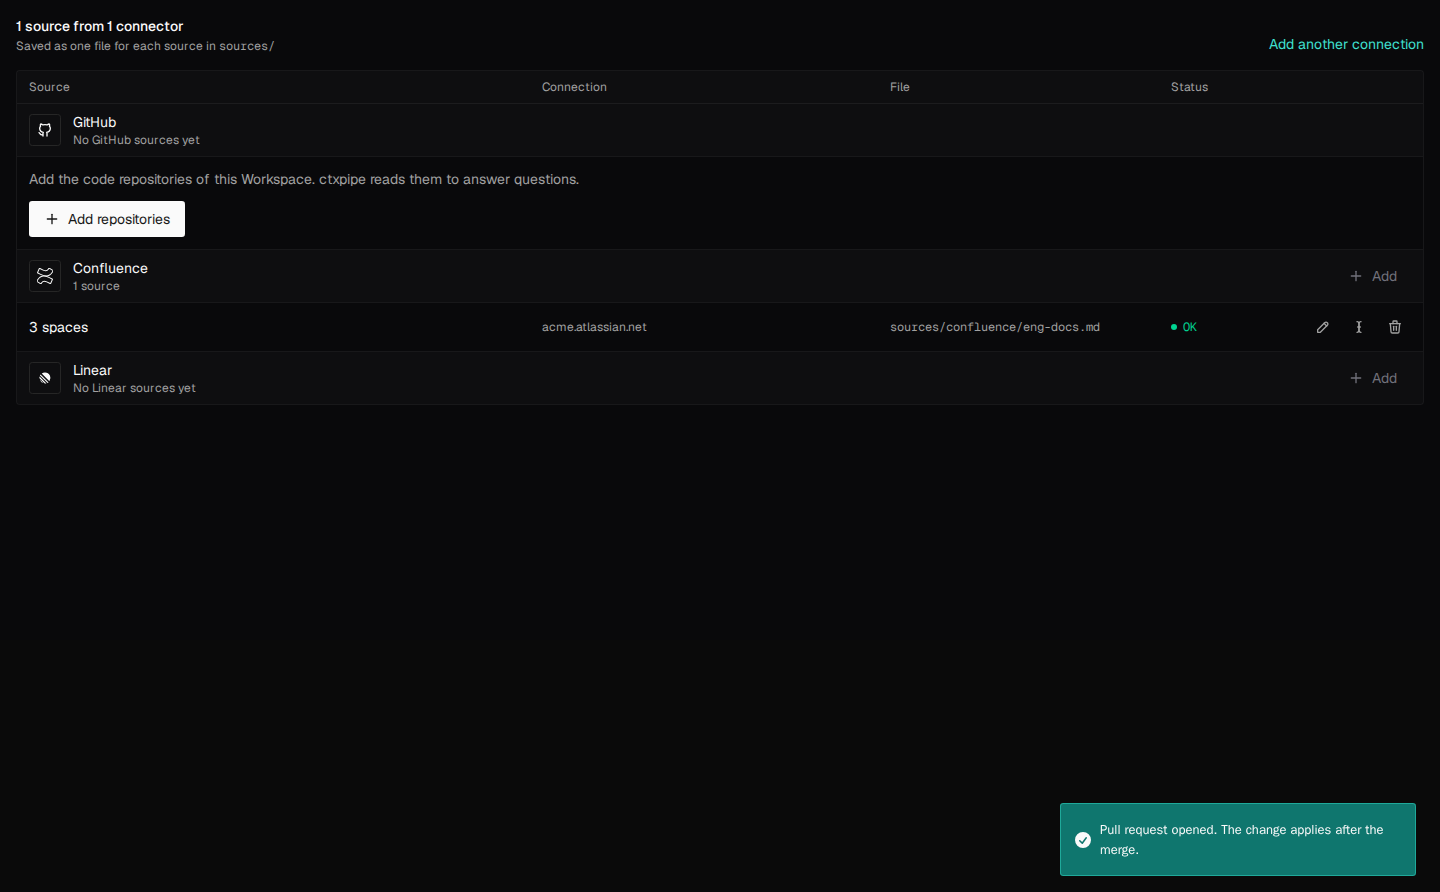 1 source from 1 connector
Saved as one file for each source in sources/
Add another connection
Source Connection File Status
GitHub
No GitHub sources yet
Add the code repositories of this Workspace. ctxpipe reads them to answer questions.
Add repositories
Confluence
1 source
Add
3 spaces acme.atlassian.net sources/confluence/eng-docs.md OK
Linear
No Linear sources yet
Add
Pull request opened. The change applies after the
merge.